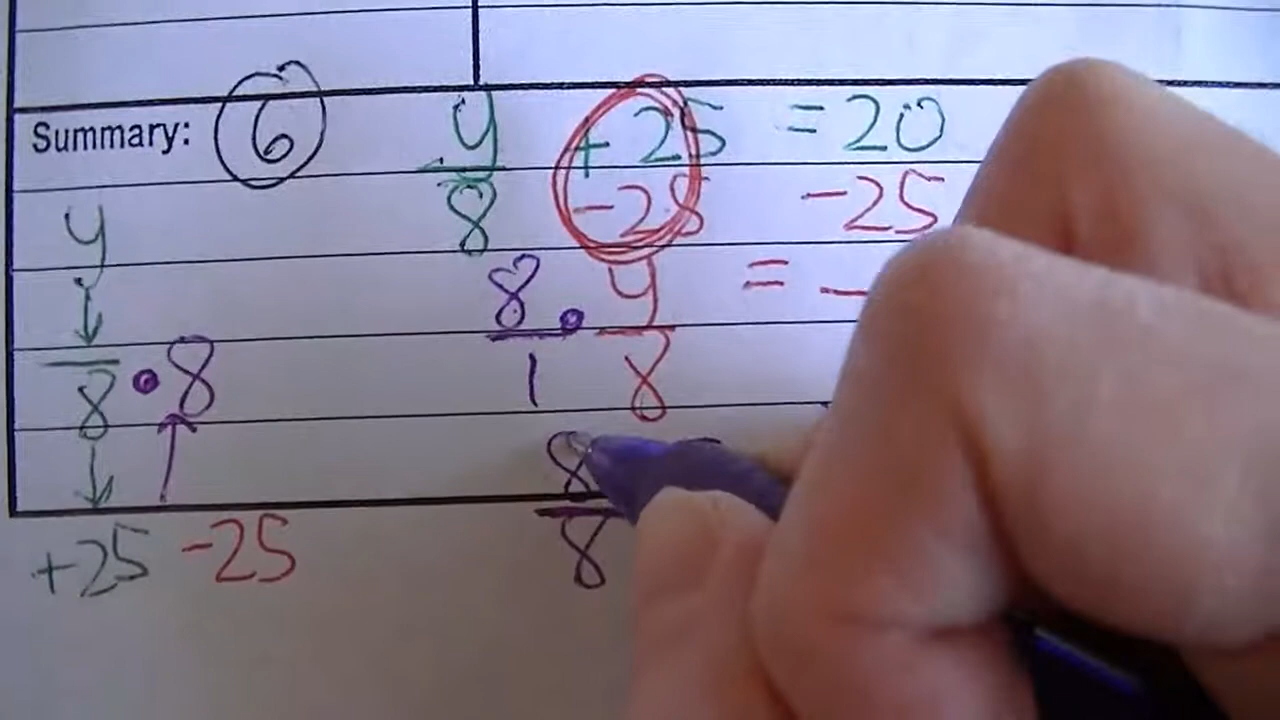 Summary: 6 y/8 + 25 = 20
- 25 - 25
y 8/1 • y/8 = -
8 • 8
8/8
+25 -25